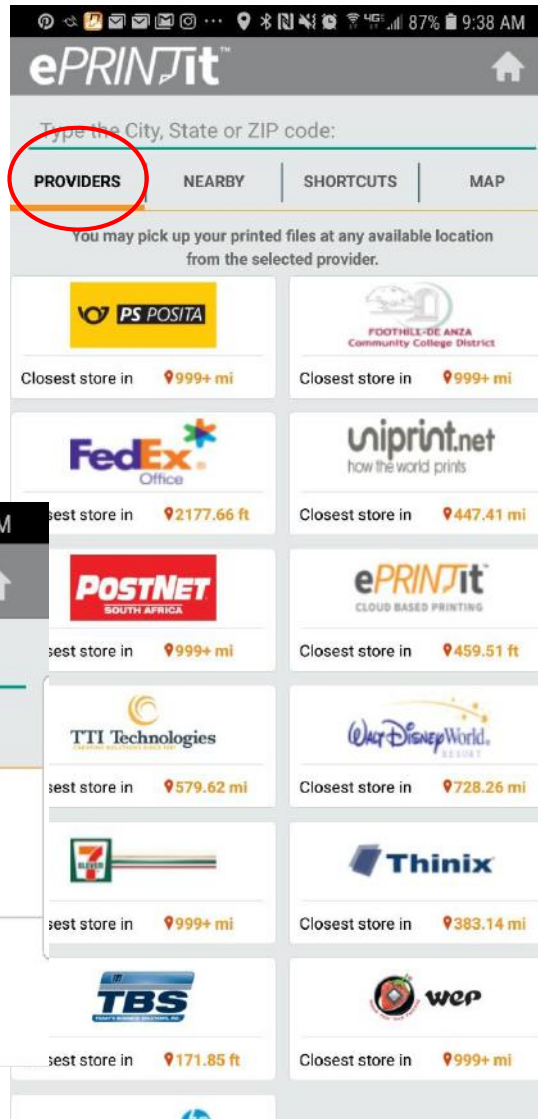 87% 9:38 AM
ePRINTit™
Type the City, State or ZIP code:
PROVIDERS NEARBY SHORTCUTS MAP
You may pick up your printed files at any available location
from the selected provider.
PS POSITA
FOOTHILL-DE ANZA
Community College District
Closest store in 999+ mi
Closest store in 999+ mi
FedEx®
Office
uniprint.net
how the world prints
sest store in 2177.66 ft
Closest store in 447.41 mi
M
POSTNET
SOUTH AFRICA
ePRINTit
CLOUD BASED PRINTING
sest store in 999+ mi
Closest store in 459.51 ft
TTI Technologies
Walt Disney World®
RESORT
sest store in 579.62 mi
Closest store in 728.26 mi
7
ELEVEN
Thinix
sest store in 999+ mi
Closest store in 383.14 mi
TBS
wep
sest store in 171.85 ft
Closest store in 999+ mi